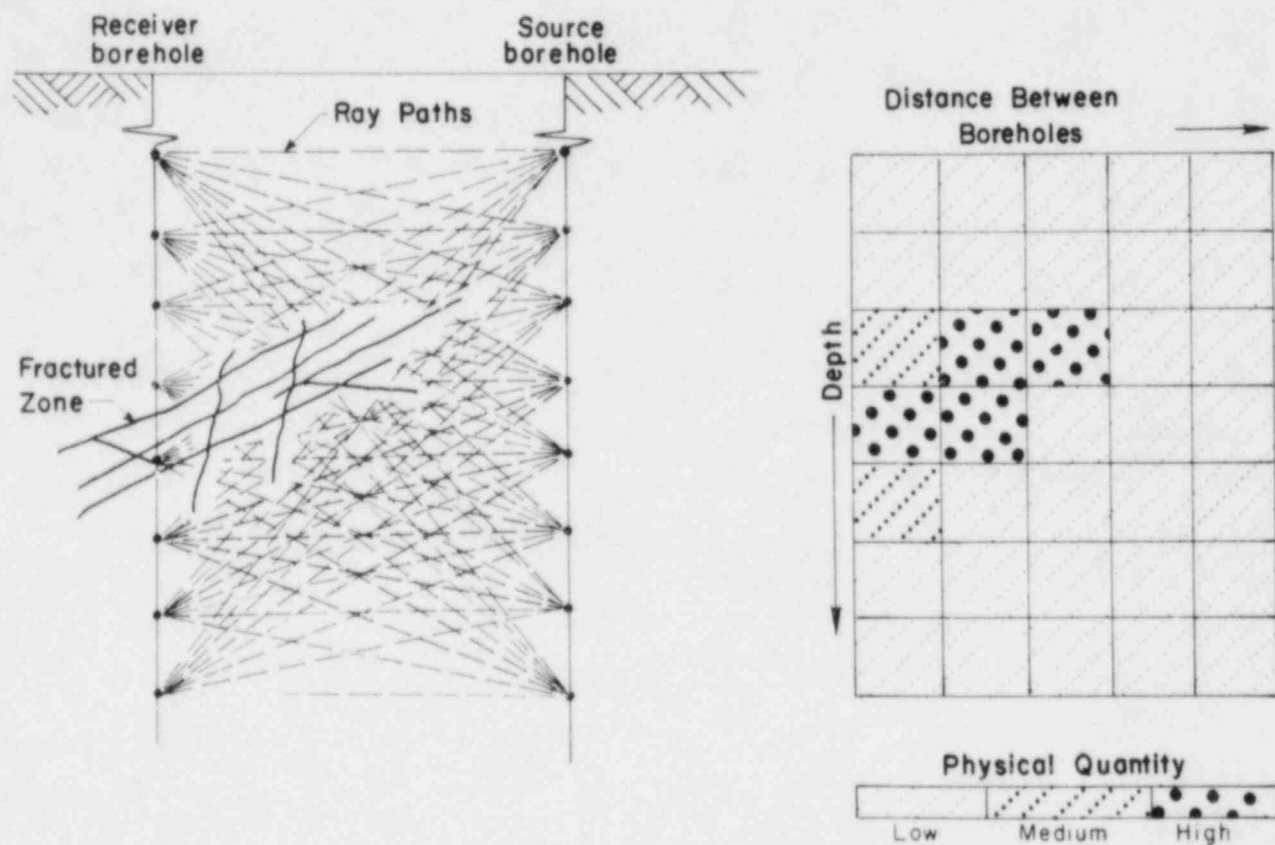 Receiver
borehole
Source
borehole
Ray Paths
Fractured
Zone
Distance Between
Boreholes
Depth
Physical Quantity
Low Medium High